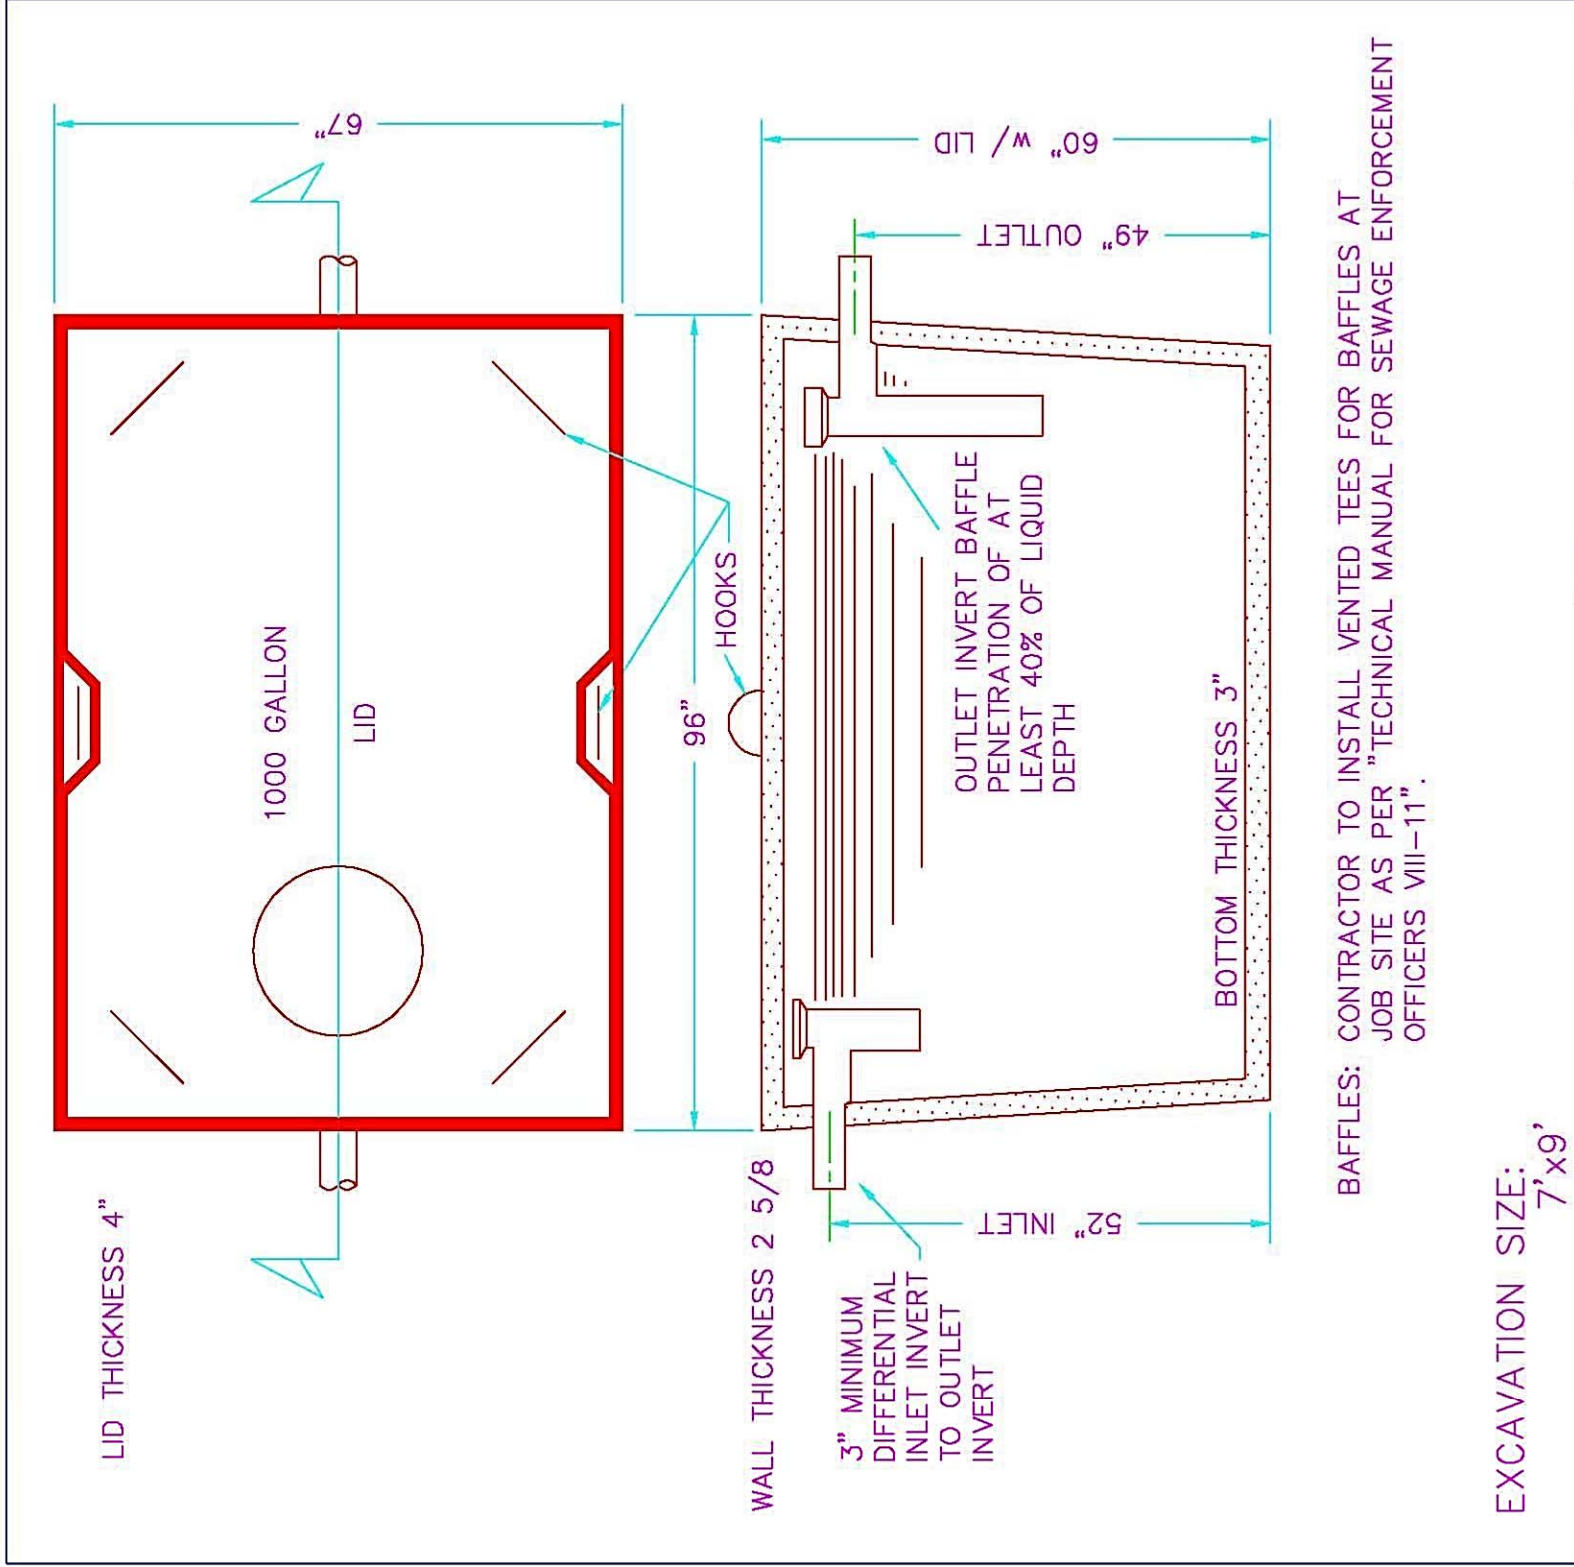 LID THICKNESS 4"
67"
1000 GALLON
LID
HOOKS
96"
WALL THICKNESS 2 5/8
60" w/ LID
49" OUTLET
52" INLET
3" MINIMUM
DIFFERENTIAL
INLET INVERT
TO OUTLET
INVERT
OUTLET INVERT BAFFLE
PENETRATION OF AT
LEAST 40% OF LIQUID
DEPTH
BOTTOM THICKNESS 3"
BAFFLES: CONTRACTOR TO INSTALL VENTED TEES FOR BAFFLES AT
JOB SITE AS PER "TECHNICAL MANUAL FOR SEWAGE ENFORCEMENT
OFFICERS VIII-11".
EXCAVATION SIZE:
7'x9'